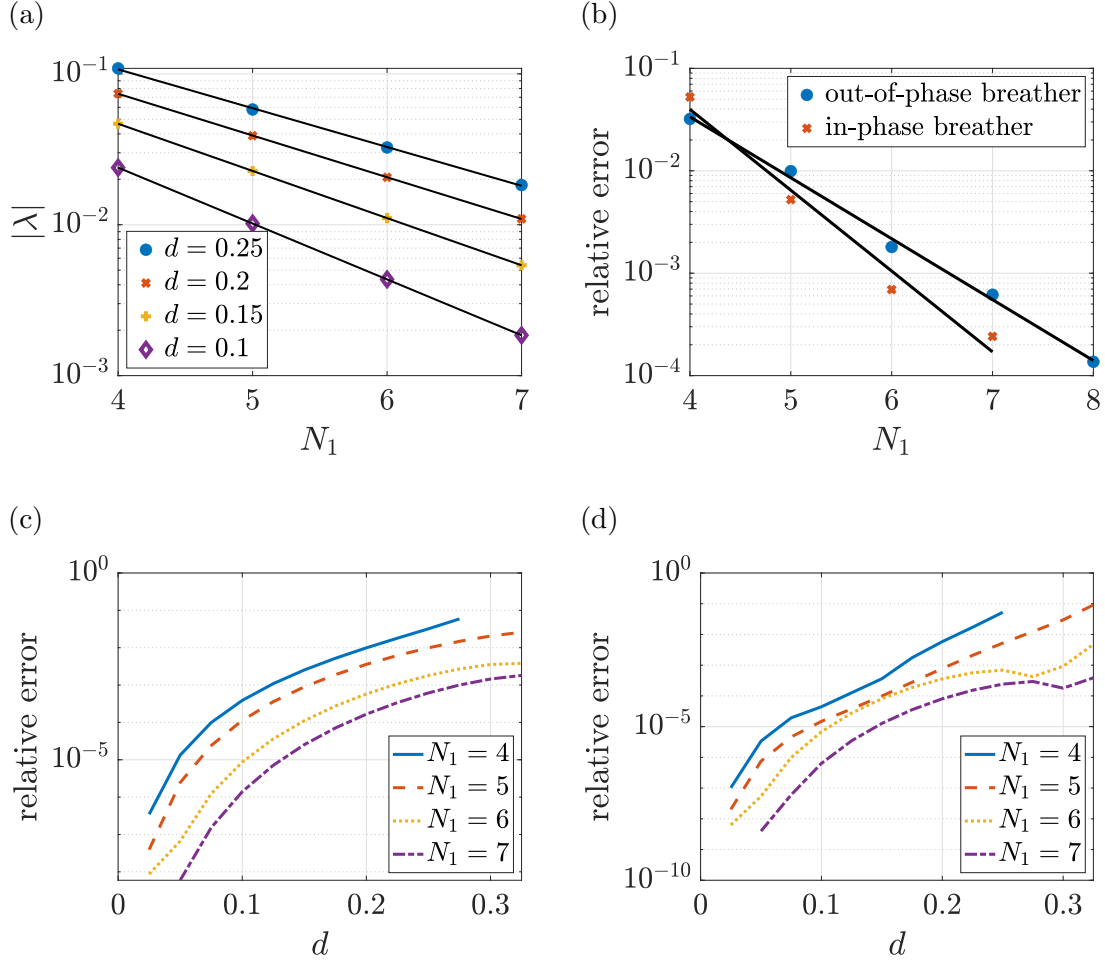 (a)
|λ|
10⁻¹
10⁻²
10⁻³
d = 0.25
d = 0.2
d = 0.15
d = 0.1
4 5 6 7
N₁
(b)
relative error
10⁻¹
10⁻²
10⁻³
10⁻⁴
out-of-phase breather
in-phase breather
4 5 6 7 8
N₁
(c)
relative error
10⁰
10⁻⁵
N₁ = 4
N₁ = 5
N₁ = 6
N₁ = 7
0 0.1 0.2 0.3
d
(d)
relative error
10⁰
10⁻⁵
10⁻¹⁰
N₁ = 4
N₁ = 5
N₁ = 6
N₁ = 7
0 0.1 0.2 0.3
d